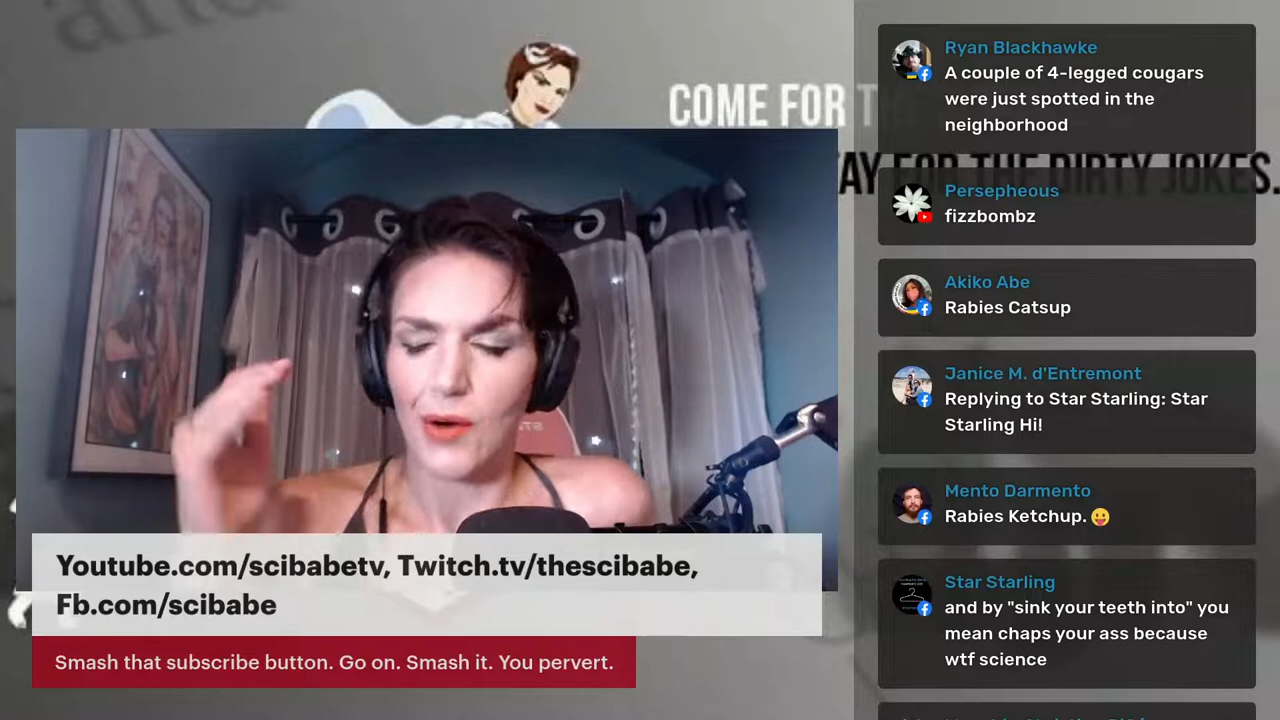 and
COME FOR T
AY FOR THE DIRTY JOKES.
Youtube.com/scibabetv, Twitch.tv/thescibabe,
Fb.com/scibabe
Smash that subscribe button. Go on. Smash it. You pervert.
Ryan Blackhawke
A couple of 4-legged cougars
were just spotted in the
neighborhood
Persepheous
fizzbombz
Akiko Abe
Rabies Catsup
Janice M. d'Entremont
Replying to Star Starling: Star
Starling Hi!
Mento Darmento
Rabies Ketchup. 😛
Star Starling
and by "sink your teeth into" you
mean chaps your ass because
wtf science